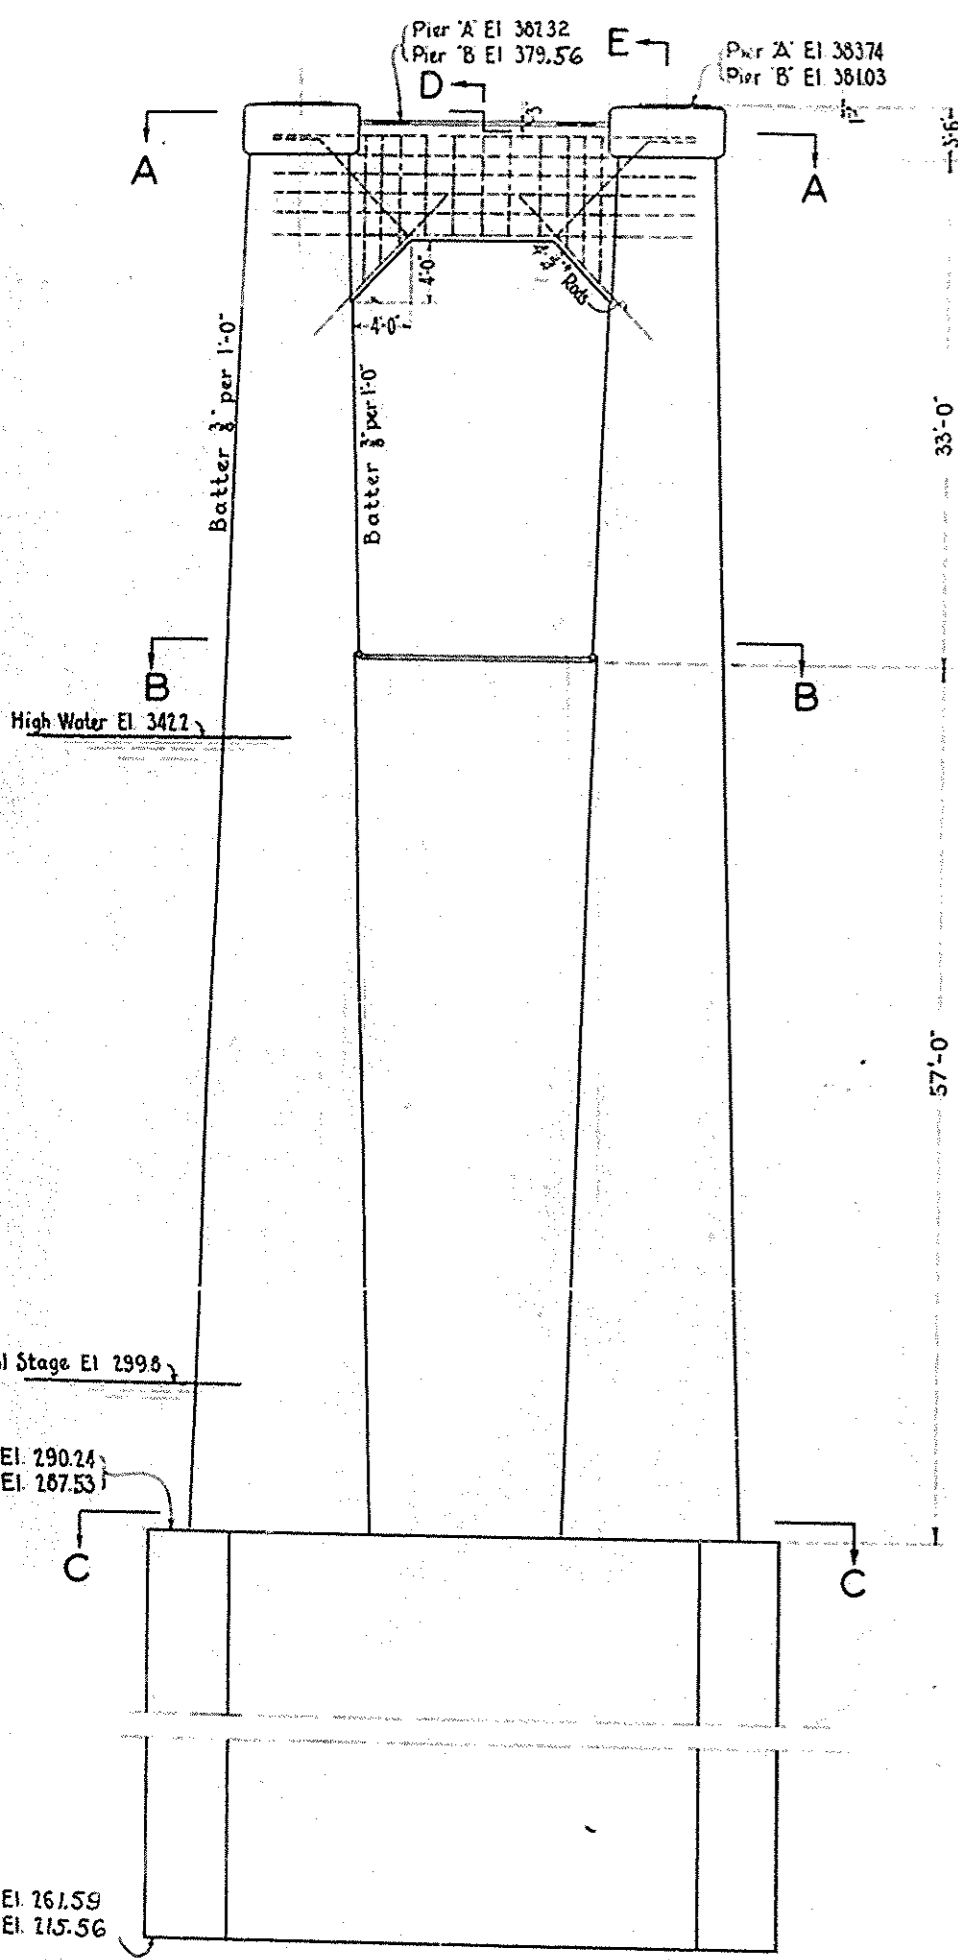 Pier "A" El 382.32
Pier "B" El 379.56
E
Pier "A" El 383.74
Pier "B" El 381.03
D
3"
A
A
3'-6"
4'-0"
4'-0"
Rods
Batter 3/8" per 1'-0"
Batter 3/8" per 1'-0"
33'-0"
B
B
High Water El. 342.2
57'-0"
l Stage El 299.8
El. 290.24
El. 287.53
C
C
El. 261.59
El. 215.56